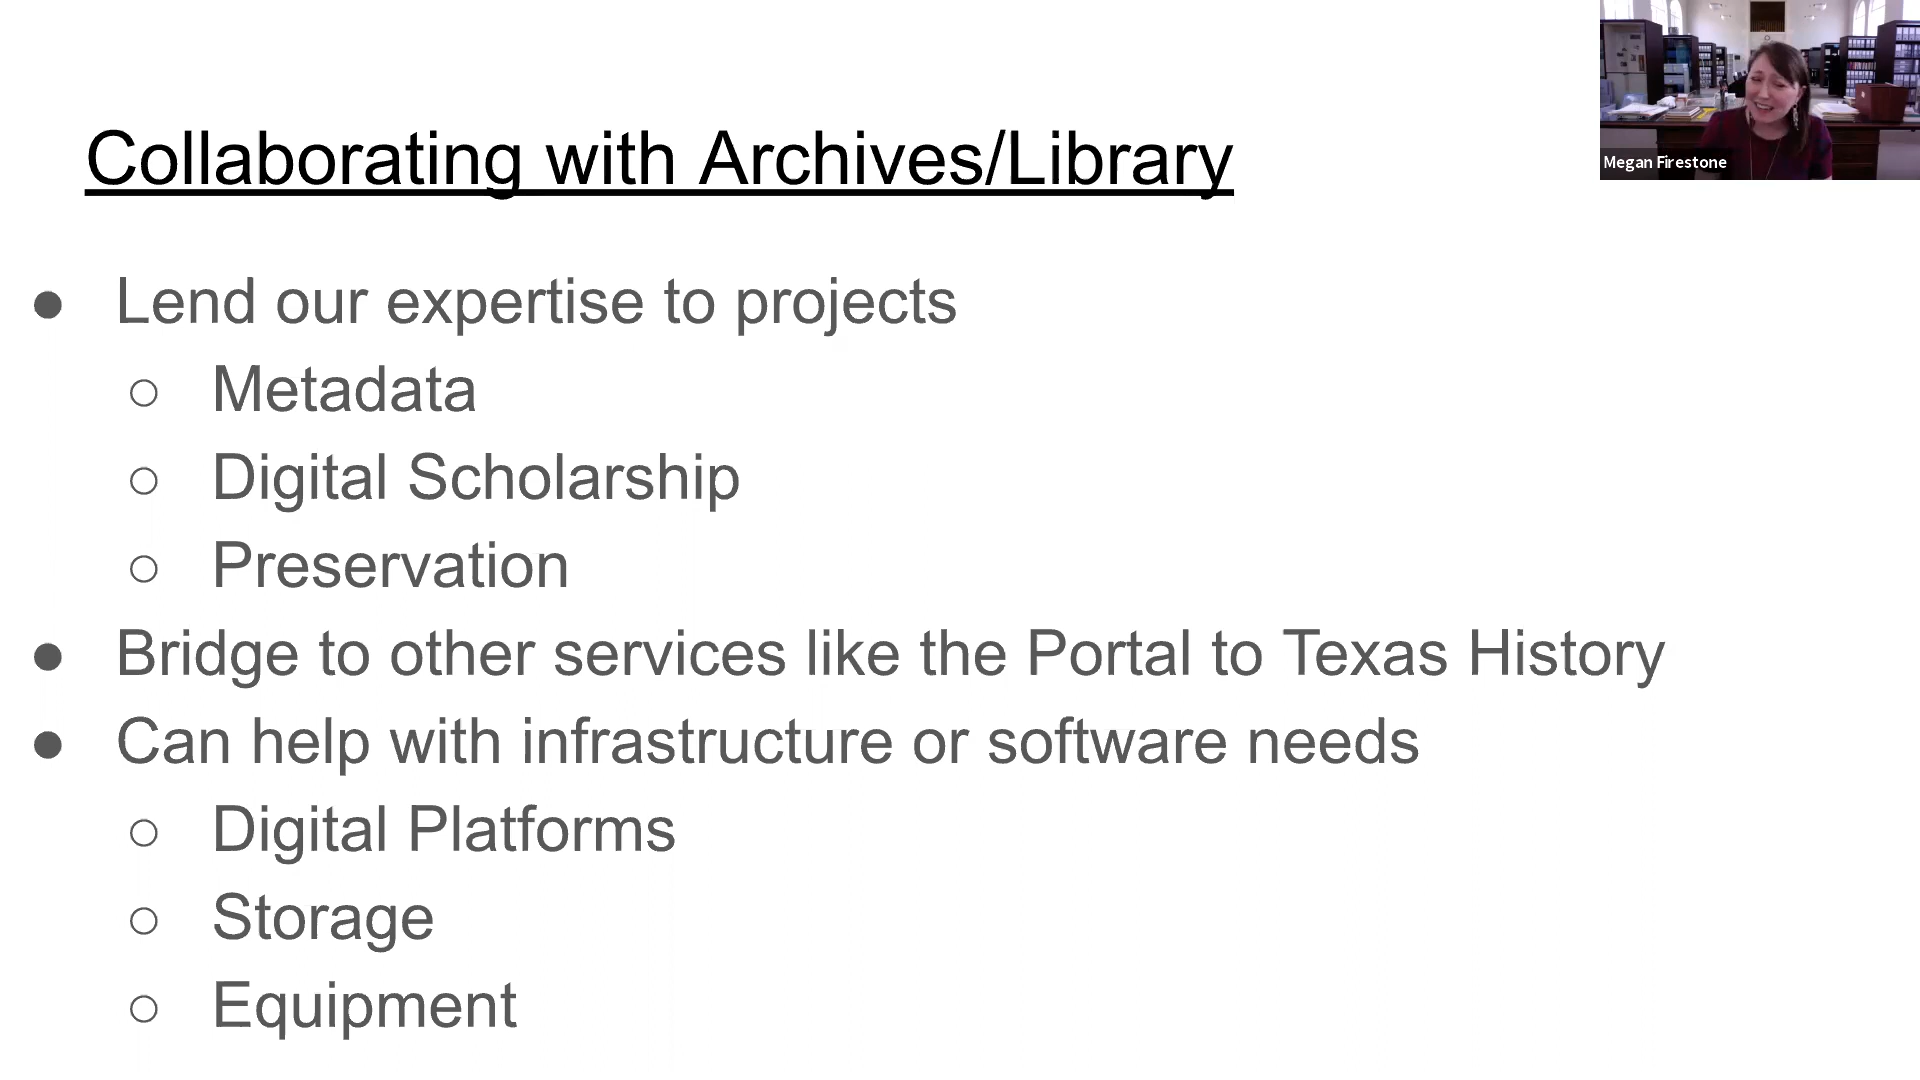 Collaborating with Archives/Library
Megan Firestone
● Lend our expertise to projects
○ Metadata
○ Digital Scholarship
○ Preservation
● Bridge to other services like the Portal to Texas History
● Can help with infrastructure or software needs
○ Digital Platforms
○ Storage
○ Equipment